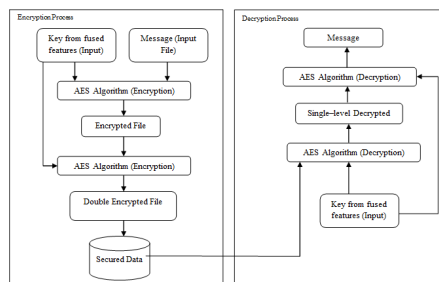 Encryption Process
Key from fused
features (Input)
Message (Input
File)
AES Algorithm (Encryption)
Encrypted File
AES Algorithm (Encryption)
Double Encrypted File
Secured Data
Decryption Process
Message
AES Algorithm (Decryption)
Single-level Decrypted
AES Algorithm (Decryption)
Key from fused
features (Input)